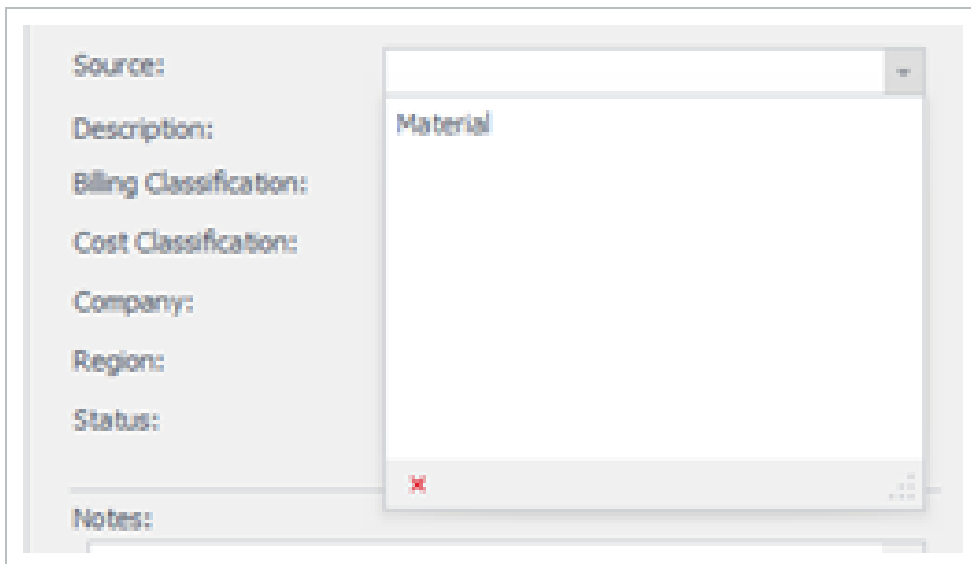 Source:
Material
Description:
Billing Classification:
Cost Classification:
Company:
Region:
Status:
Notes: